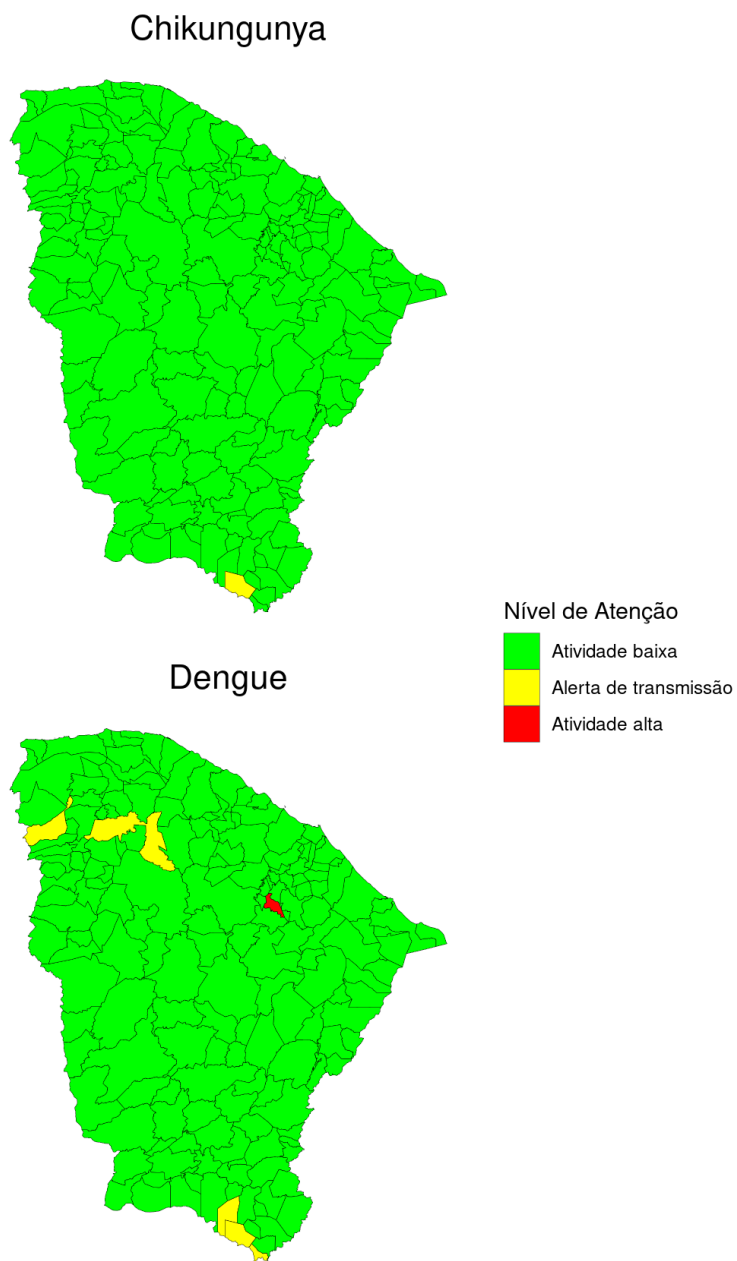 Chikungunya
Nível de Atenção
Atividade baixa
Alerta de transmissão
Atividade alta
Dengue